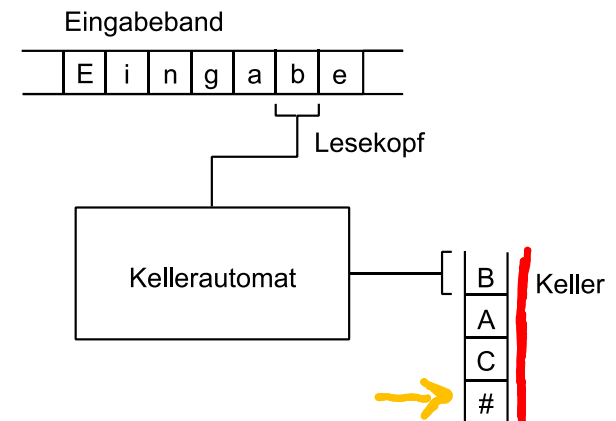 Eingabeband
E i n g a b e
Lesekopf
Kellerautomat
B
Keller
A
C
#